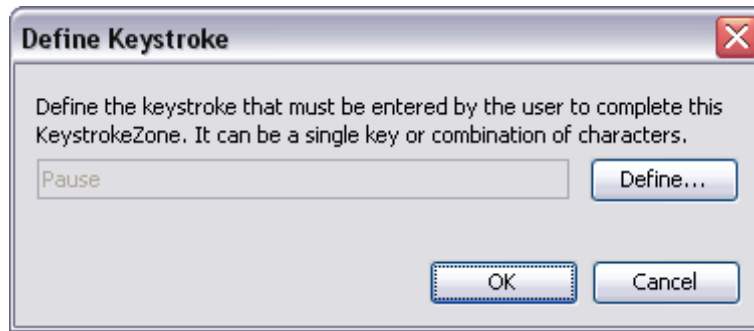 Define Keystroke
Define the keystroke that must be entered by the user to complete this
KeystrokeZone. It can be a single key or combination of characters.
Pause
Define...
OK
Cancel